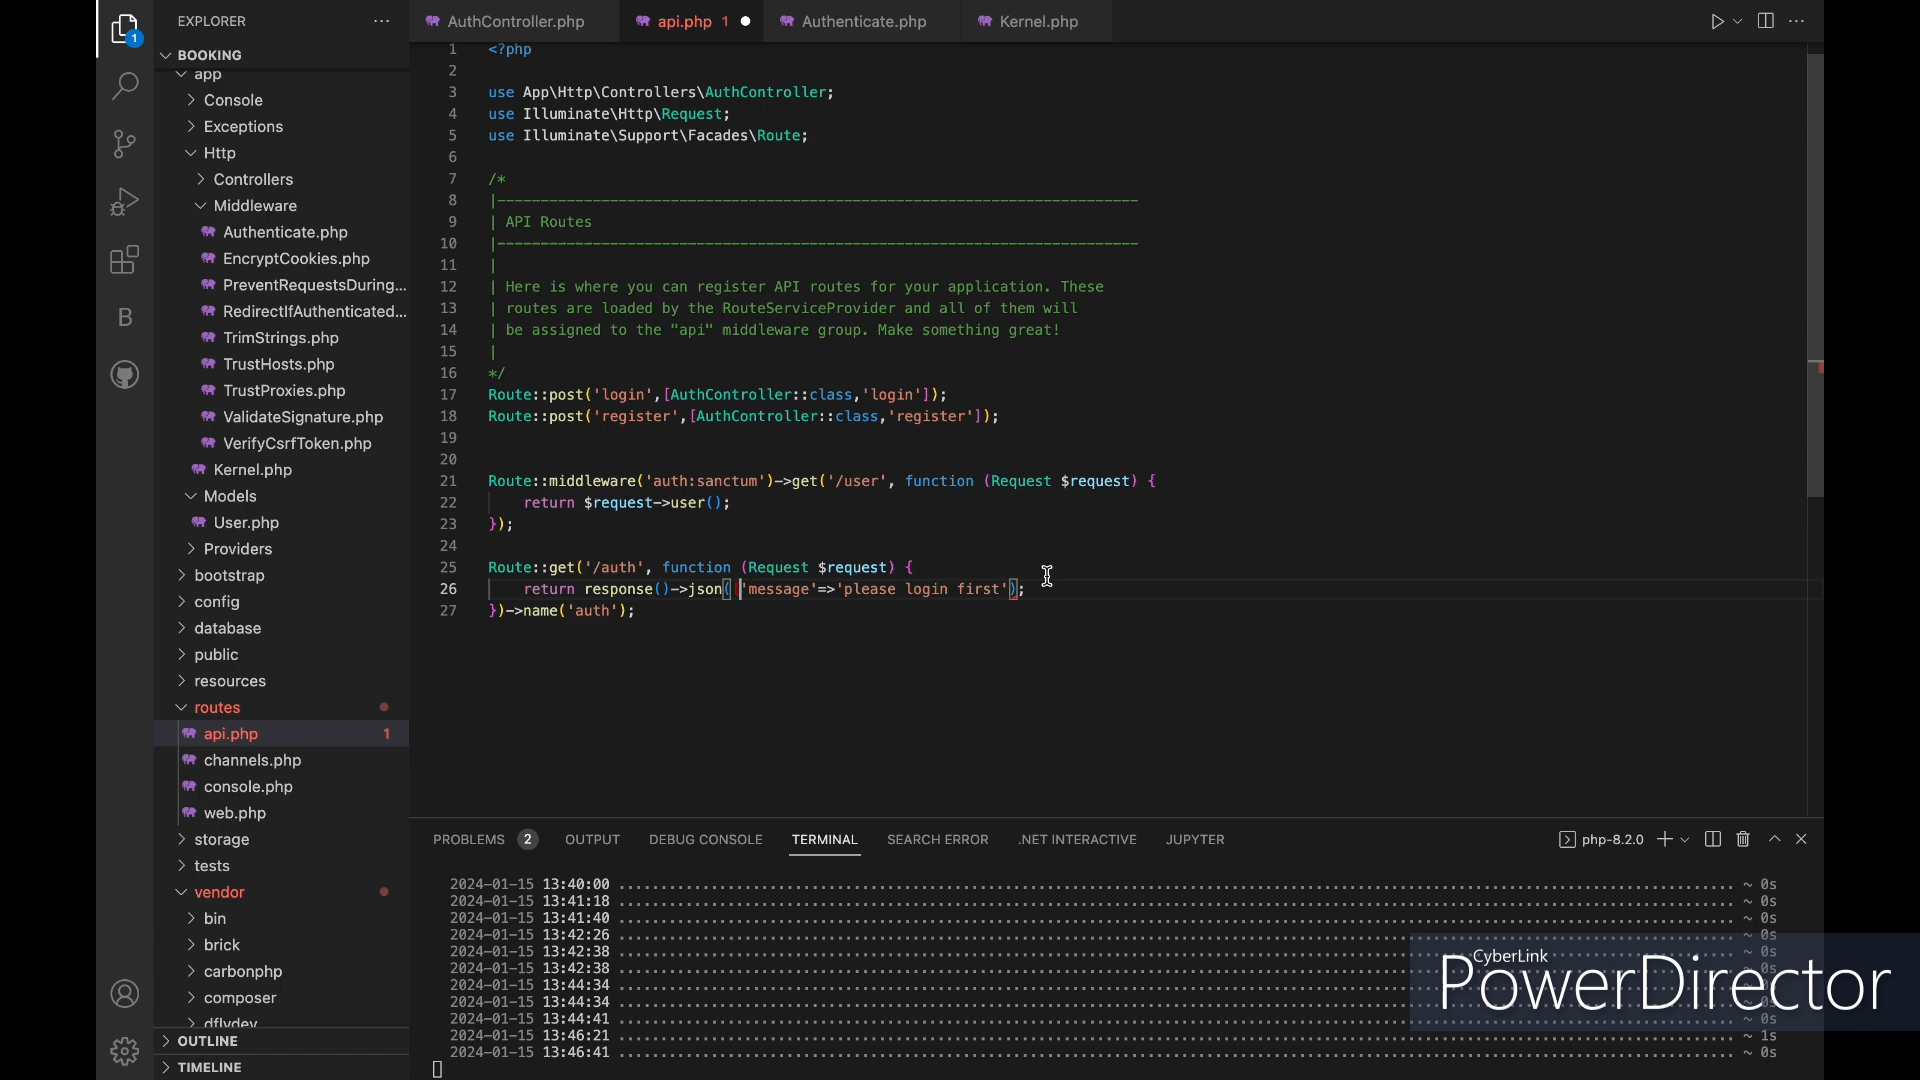 EXPLORER
BOOKING
app
Console
Exceptions
Http
Controllers
Middleware
Authenticate.php
EncryptCookies.php
PreventRequestsDuring...
RedirectIfAuthenticated...
TrimStrings.php
TrustHosts.php
TrustProxies.php
ValidateSignature.php
VerifyCsrfToken.php
Kernel.php
Models
User.php
Providers
bootstrap
config
database
public
resources
routes
api.php 1
channels.php
console.php
web.php
storage
tests
vendor
bin
brick
carbonphp
composer
dflydev
OUTLINE
TIMELINE
1
B
AuthController.php api.php 1 Authenticate.php Kernel.php
1 <?php
2
3 use App\Http\Controllers\AuthController;
4 use Illuminate\Http\Request;
5 use Illuminate\Support\Facades\Route;
6
7 /*
8 |--------------------------------------------------------------------------
9 | API Routes
10 |--------------------------------------------------------------------------
11 |
12 | Here is where you can register API routes for your application. These
13 | routes are loaded by the RouteServiceProvider and all of them will
14 | be assigned to the "api" middleware group. Make something great!
15 |
16 */
17 Route::post('login',[AuthController::class,'login']);
18 Route::post('register',[AuthController::class,'register']);
19
20
21 Route::middleware('auth:sanctum')->get('/user', function (Request $request) {
22 return $request->user();
23 });
24
25 Route::get('/auth', function (Request $request) {
26 return response()->json( 'message'=>'please login first');
27 })->name('auth');
PROBLEMS 2 OUTPUT DEBUG CONSOLE TERMINAL SEARCH ERROR .NET INTERACTIVE JUPYTER php-8.2.0
2024-01-15 13:40:00 ~ 0s
2024-01-15 13:41:18 ~ 0s
2024-01-15 13:41:40 ~ 0s
2024-01-15 13:42:26 ~ 0s
2024-01-15 13:42:38 ~ 0s
2024-01-15 13:42:38 ~ 0s
2024-01-15 13:44:34 ~ 0s
2024-01-15 13:44:34 ~ 0s
2024-01-15 13:44:41 ~ 0s
2024-01-15 13:46:21 ~ 1s
2024-01-15 13:46:41 ~ 0s
CyberLink
PowerDirector